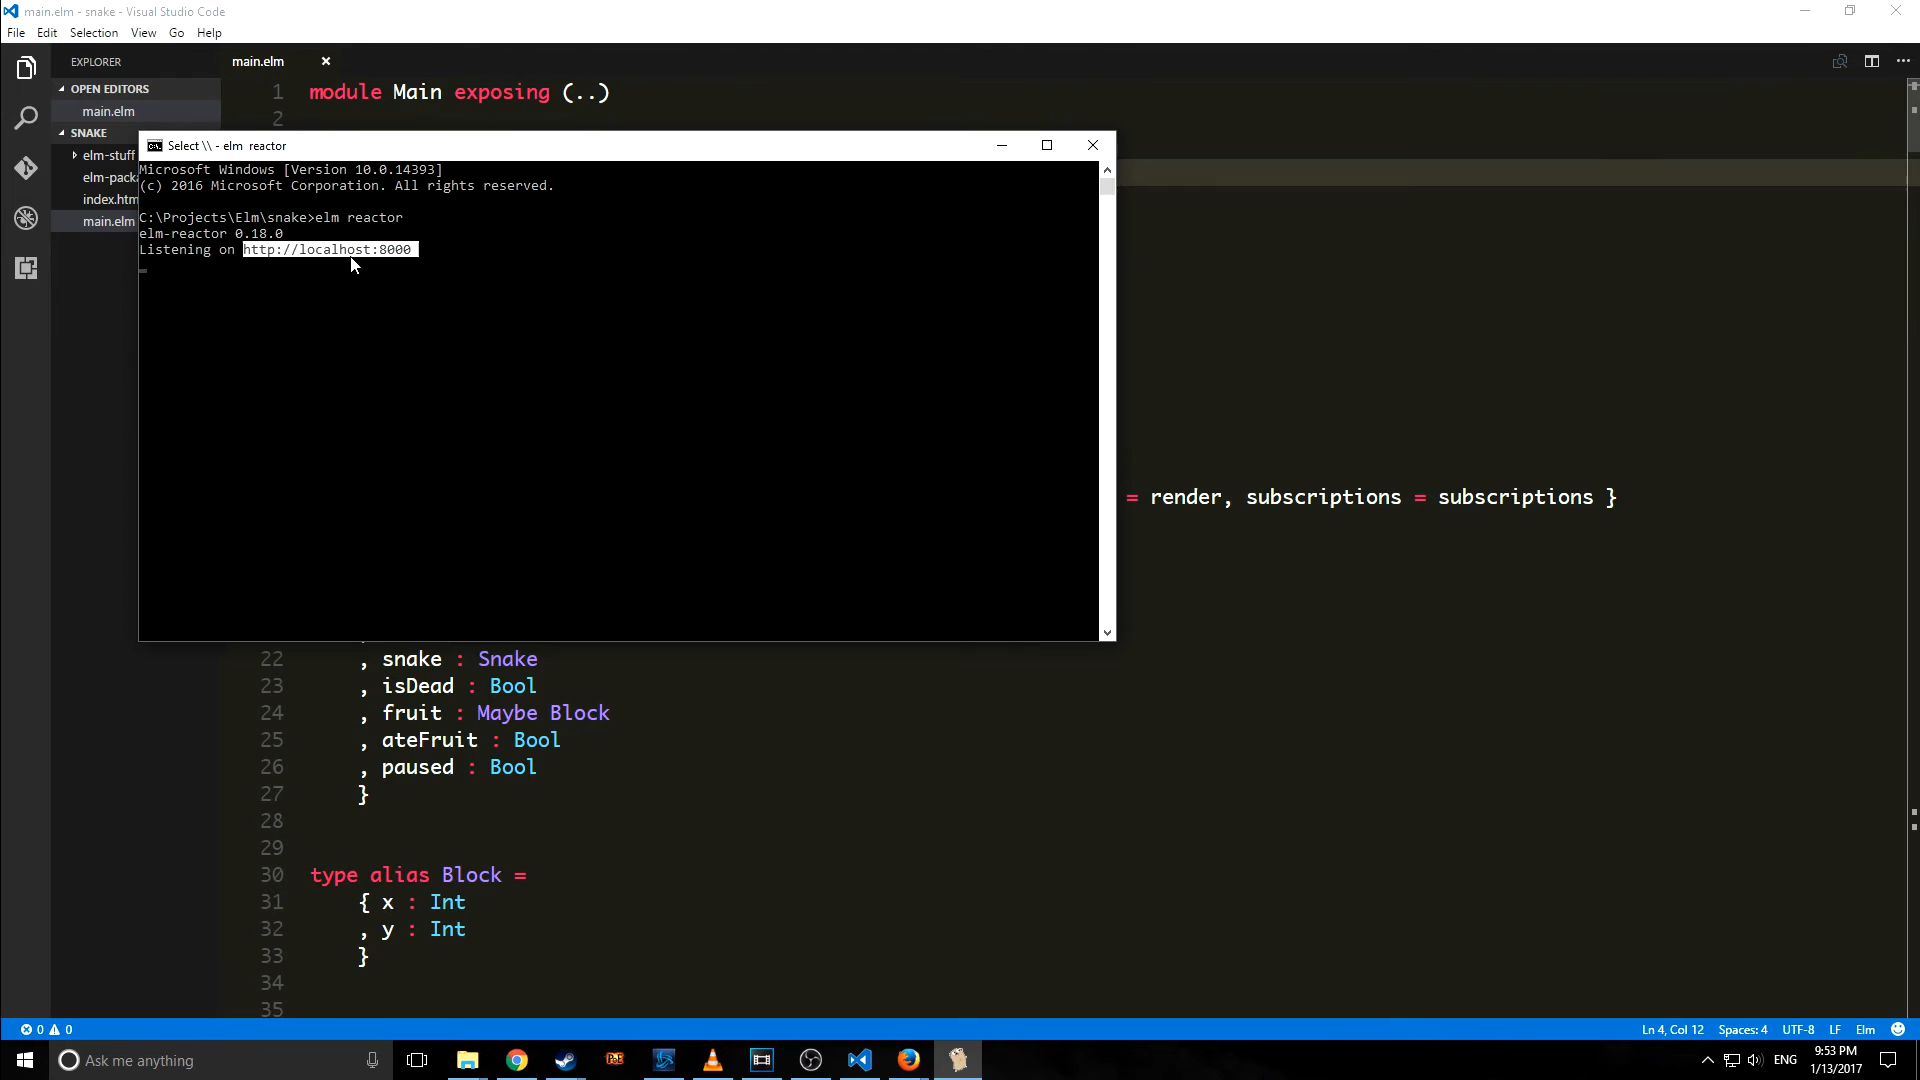 main.elm - snake - Visual Studio Code
File Edit Selection View Go Help
EXPLORER
OPEN EDITORS
main.elm
SNAKE
elm-stuff
elm-packa
index.htm
main.elm
main.elm
1 module Main exposing (..)
2
Select \\ - elm  reactor
Microsoft Windows [Version 10.0.14393]
(c) 2016 Microsoft Corporation. All rights reserved.
C:\Projects\Elm\snake>elm reactor
elm-reactor 0.18.0
Listening on http://localhost:8000
= render, subscriptions = subscriptions }
22 , snake : Snake
23 , isDead : Bool
24 , fruit : Maybe Block
25 , ateFruit : Bool
26 , paused : Bool
27 }
28
29
30 type alias Block =
31 { x : Int
32 , y : Int
33 }
34
35
0 0
Ln 4, Col 12 Spaces: 4 UTF-8 LF Elm
Ask me anything
ENG
9:53 PM
1/13/2017